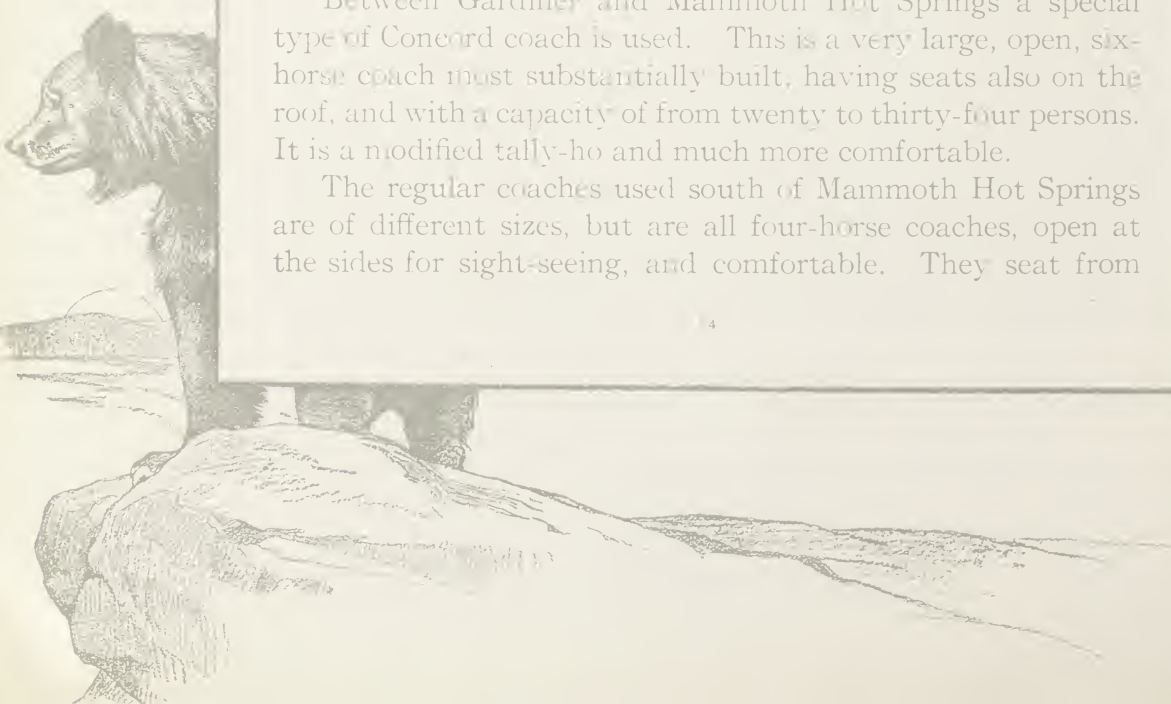 Between Gardiner and Mammoth Hot Springs a special
type of Concord coach is used. This is a very large, open, six-
horse coach most substantially built, having seats also on the
roof, and with a capacity of from twenty to thirty-four persons.
It is a modified tally-ho and much more comfortable.
The regular coaches used south of Mammoth Hot Springs
are of different sizes, but are all four-horse coaches, open at
the sides for sight-seeing, and comfortable. They seat from
4